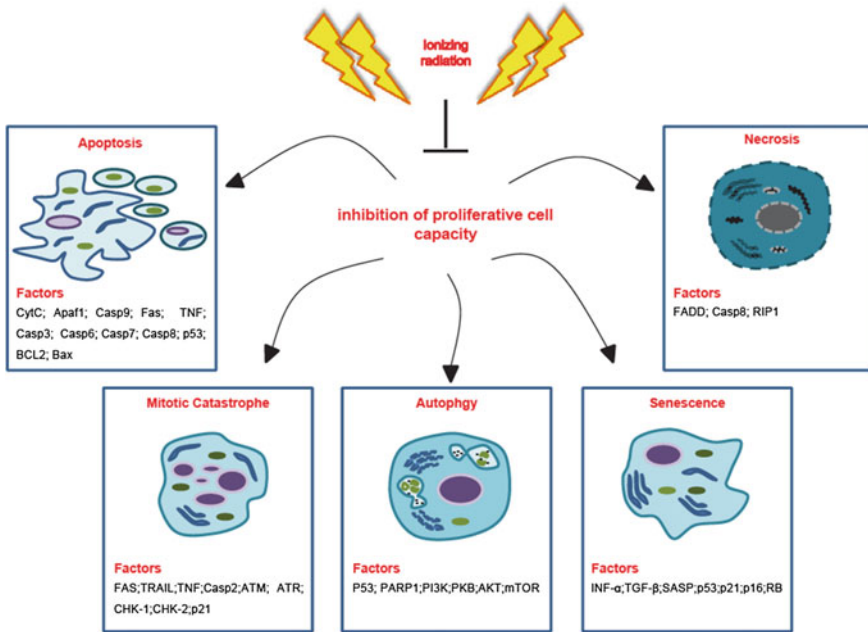 Ionizing
radiation
Apoptosis
Factors
CytC; Apaf1; Casp9; Fas; TNF;
Casp3; Casp6; Casp7; Casp8; p53;
BCL2; Bax
inhibition of proliferative cell
capacity
Necrosis
Factors
FADD; Casp8; RIP1
Mitotic Catastrophe
Factors
FAS;TRAIL;TNF;Casp2;ATM; ATR;
CHK-1;CHK-2;p21
Autophgy
Factors
P53; PARP1;PI3K;PKB;AKT;mTOR
Senescence
Factors
INF-α;TGF-β;SASP;p53;p21;p16;RB